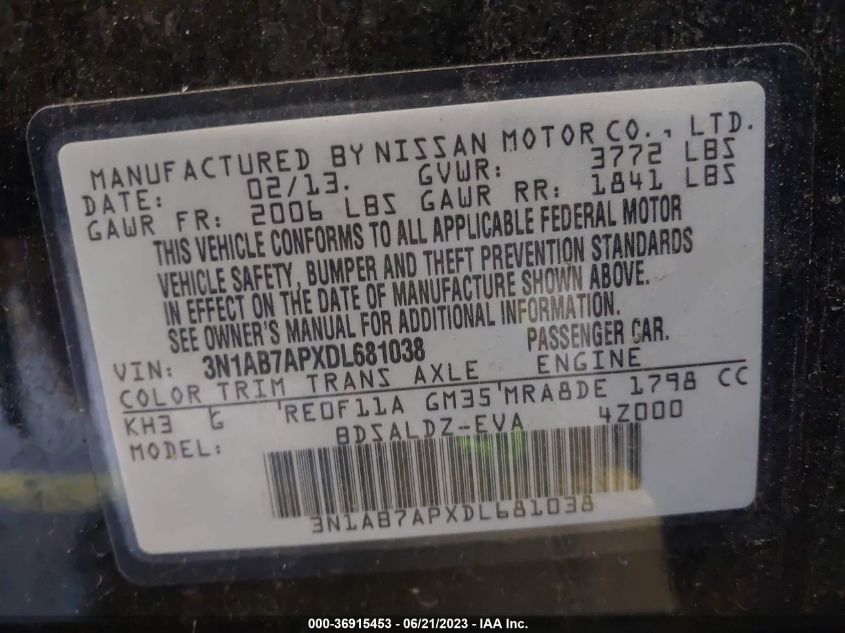 MANUFACTURED BY NISSAN MOTOR CO., LTD.
DATE: 02/13. GVWR: 3772 LBS
GAWR FR: 2006 LBS GAWR RR: 1841 LBS
THIS VEHICLE CONFORMS TO ALL APPLICABLE FEDERAL MOTOR
VEHICLE SAFETY, BUMPER AND THEFT PREVENTION STANDARDS
IN EFFECT ON THE DATE OF MANUFACTURE SHOWN ABOVE.
SEE OWNER'S MANUAL FOR ADDITIONAL INFORMATION.
VIN: 3N1AB7APXDL681038 PASSENGER CAR.
COLOR TRIM TRANS AXLE ENGINE
KH3 G RE0F11A GM35 MRA8DE 1798 CC
MODEL: BDSALDZ-EVA 4Z000
3N1AB7APXDL681038
000-36915453 - 06/21/2023 - IAA Inc.